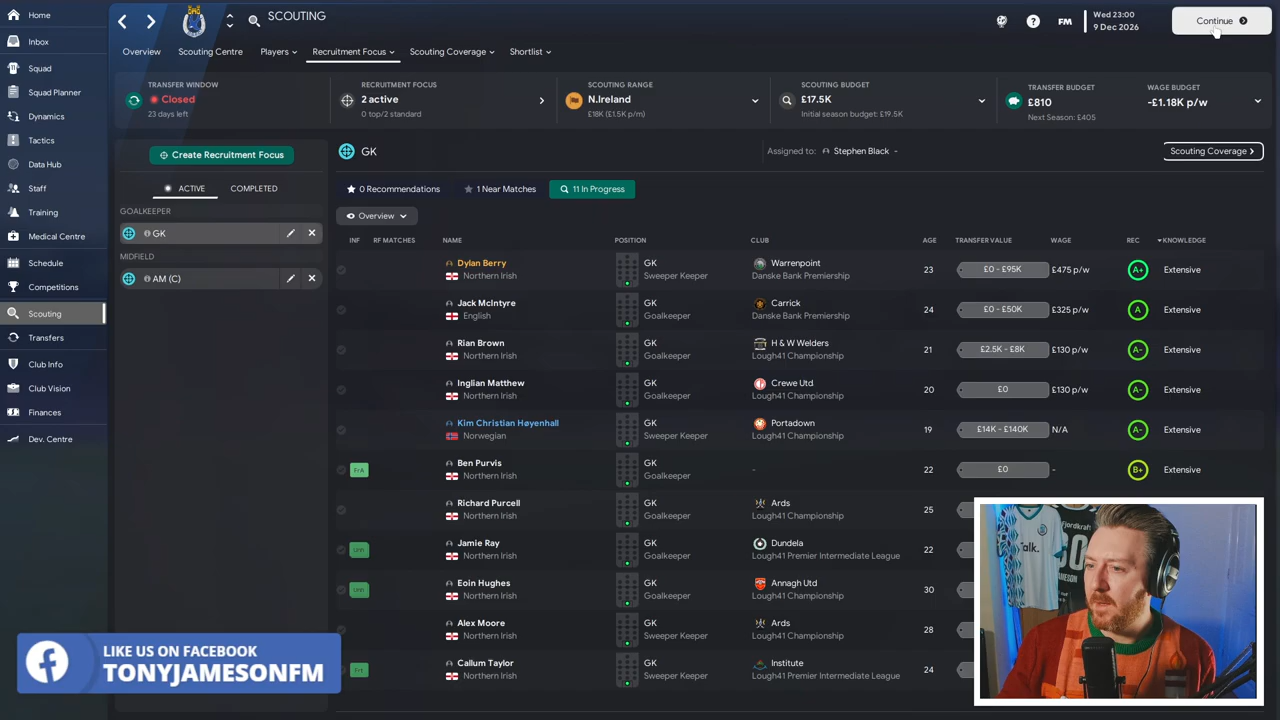 Home
SCOUTING
FM
Wed 23:00
9 Dec 2026
Continue
Inbox
Squad
Squad Planner
Dynamics
Tactics
Data Hub
Staff
Training
Medical Centre
Schedule
Competitions
Scouting
Transfers
Club Info
Club Vision
Finances
Dev. Centre
Overview
Scouting Centre
Players
Recruitment Focus
Scouting Coverage
Shortlist
TRANSFER WINDOW
Closed
23 days left
RECRUITMENT FOCUS
2 active
0 top/2 standard
SCOUTING RANGE
N.Ireland
£18K (£1.5K p/m)
SCOUTING BUDGET
£17.5K
Initial season budget: £19.5K
TRANSFER BUDGET
£810
Next Season: £405
WAGE BUDGET
-£1.18K p/w
Create Recruitment Focus
ACTIVE
COMPLETED
GOALKEEPER
GK
MIDFIELD
AM (C)
GK
Assigned to: Stephen Black -
Scouting Coverage >
0 Recommendations
1 Near Matches
11 In Progress
Overview
INF RF MATCHES NAME POSITION CLUB AGE TRANSFER VALUE WAGE REC KNOWLEDGE
Dylan Berry GK Warrenpoint 23 £0 - £95K £475 p/w A+ Extensive
Northern Irish Sweeper Keeper Danske Bank Premiership
Jack McIntyre GK Carrick 24 £0 - £50K £325 p/w A Extensive
English Goalkeeper Danske Bank Premiership
Rian Brown GK H & W Welders 21 £2.5K - £8K £130 p/w A- Extensive
Northern Irish Goalkeeper Lough41 Championship
Inglian Matthew GK Crewe Utd 20 £0 £130 p/w A- Extensive
Northern Irish Goalkeeper Lough41 Championship
Kim Christian Høyenhall GK Portadown 19 £14K - £140K N/A A- Extensive
Norwegian Sweeper Keeper Lough41 Championship
FrA Ben Purvis GK - 22 £0 - B+ Extensive
Northern Irish Goalkeeper
Richard Purcell GK Ards 25
Northern Irish Goalkeeper Lough41 Championship
Unh Jamie Ray GK Dundela 22
Northern Irish Goalkeeper Lough41 Premier Intermediate League
Unh Eoin Hughes GK Annagh Utd 30
Northern Irish Goalkeeper Lough41 Championship
Alex Moore GK Ards 28
Northern Irish Goalkeeper Lough41 Championship
Callum Taylor GK Institute 24
Northern Irish Goalkeeper Lough41 Premier Intermediate League
LIKE US ON FACEBOOK
TONYJAMESONFM